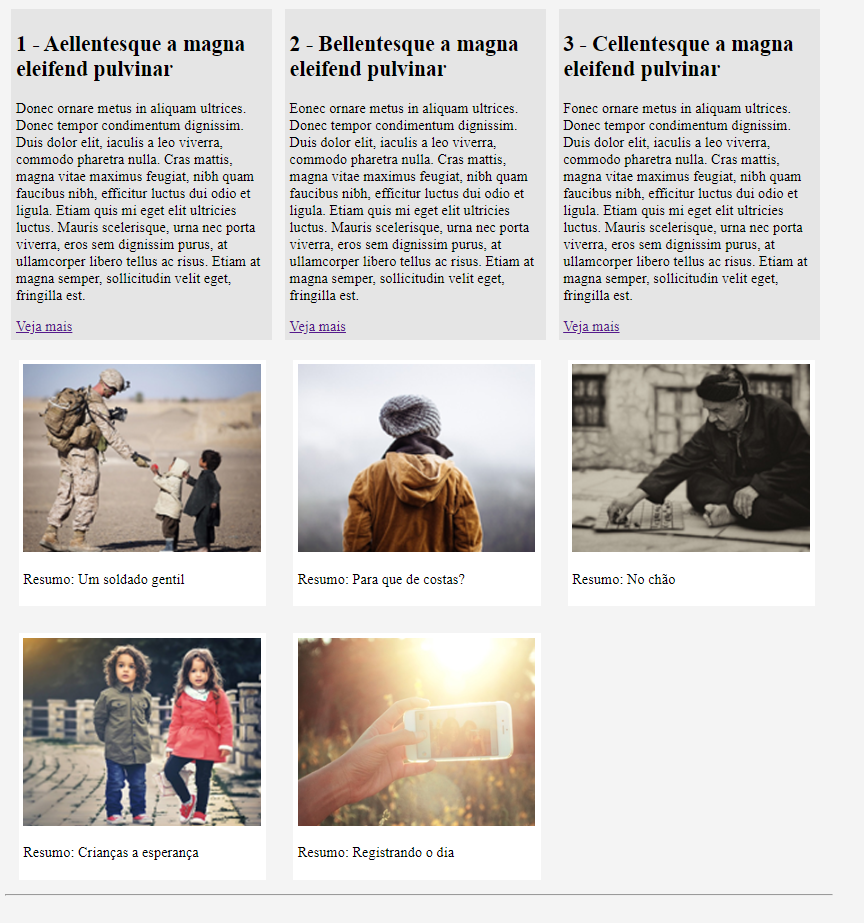 1 - Aellentesque a magna
eleifend pulvinar
Donec ornare metus in aliquam ultrices.
Donec tempor condimentum dignissim.
Duis dolor elit, iaculis a leo viverra,
commodo pharetra nulla. Cras mattis,
magna vitae maximus feugiat, nibh quam
faucibus nibh, efficitur luctus dui odio et
ligula. Etiam quis mi eget elit ultricies
luctus. Mauris scelerisque, urna nec porta
viverra, eros sem dignissim purus, at
ullamcorper libero tellus ac risus. Etiam at
magna semper, sollicitudin velit eget,
fringilla est.
Veja mais
2 - Bellentesque a magna
eleifend pulvinar
Eonec ornare metus in aliquam ultrices.
Donec tempor condimentum dignissim.
Duis dolor elit, iaculis a leo viverra,
commodo pharetra nulla. Cras mattis,
magna vitae maximus feugiat, nibh quam
faucibus nibh, efficitur luctus dui odio et
ligula. Etiam quis mi eget elit ultricies
luctus. Mauris scelerisque, urna nec porta
viverra, eros sem dignissim purus, at
ullamcorper libero tellus ac risus. Etiam at
magna semper, sollicitudin velit eget,
fringilla est.
Veja mais
3 - Cellentesque a magna
eleifend pulvinar
Fonec ornare metus in aliquam ultrices.
Donec tempor condimentum dignissim.
Duis dolor elit, iaculis a leo viverra,
commodo pharetra nulla. Cras mattis,
magna vitae maximus feugiat, nibh quam
faucibus nibh, efficitur luctus dui odio et
ligula. Etiam quis mi eget elit ultricies
luctus. Mauris scelerisque, urna nec porta
viverra, eros sem dignissim purus, at
ullamcorper libero tellus ac risus. Etiam at
magna semper, sollicitudin velit eget,
fringilla est.
Veja mais
Resumo: Um soldado gentil
Resumo: Para que de costas?
Resumo: No chão
Resumo: Crianças a esperança
Resumo: Registrando o dia